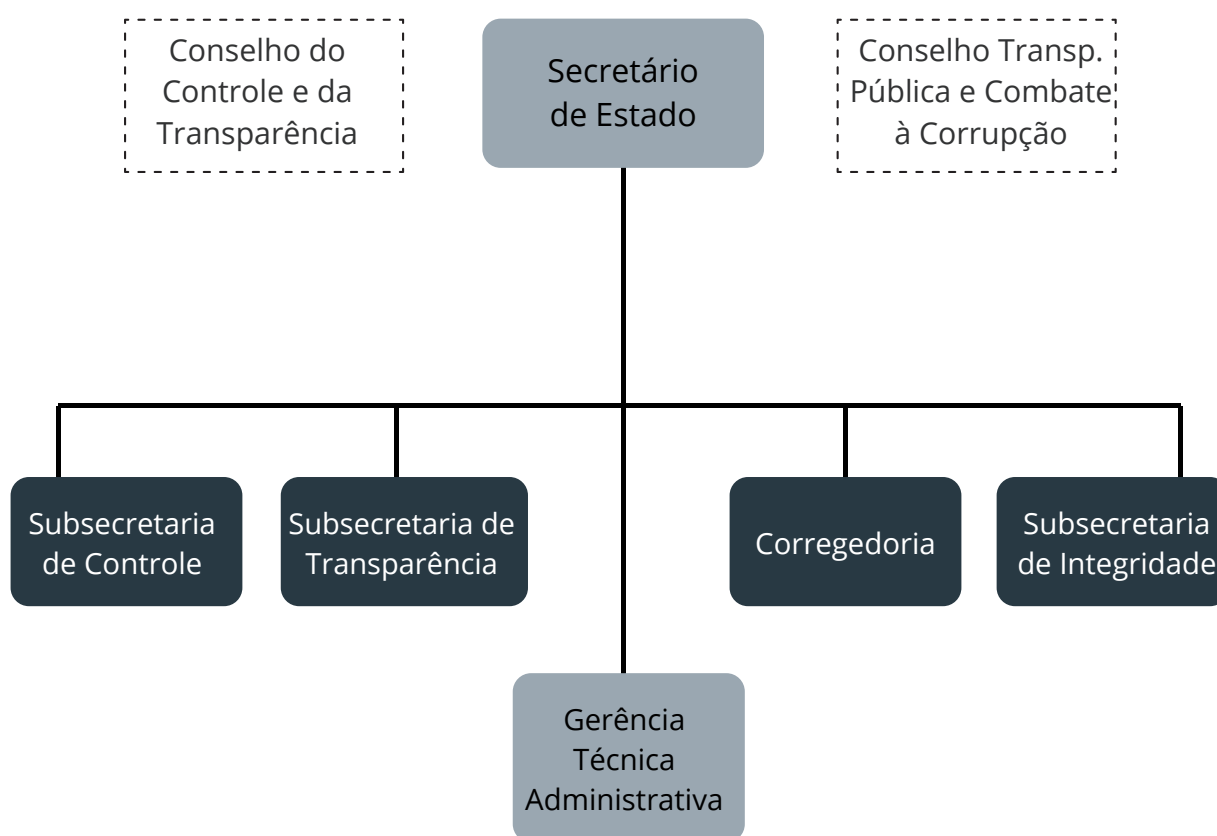 Conselho do
Controle e da
Transparência
Secretário
de Estado
Conselho Transp.
Pública e Combate
à Corrupção
Subsecretaria
de Controle
Subsecretaria de
Transparência
Corregedoria
Subsecretaria
de Integridade
Gerência
Técnica
Administrativa